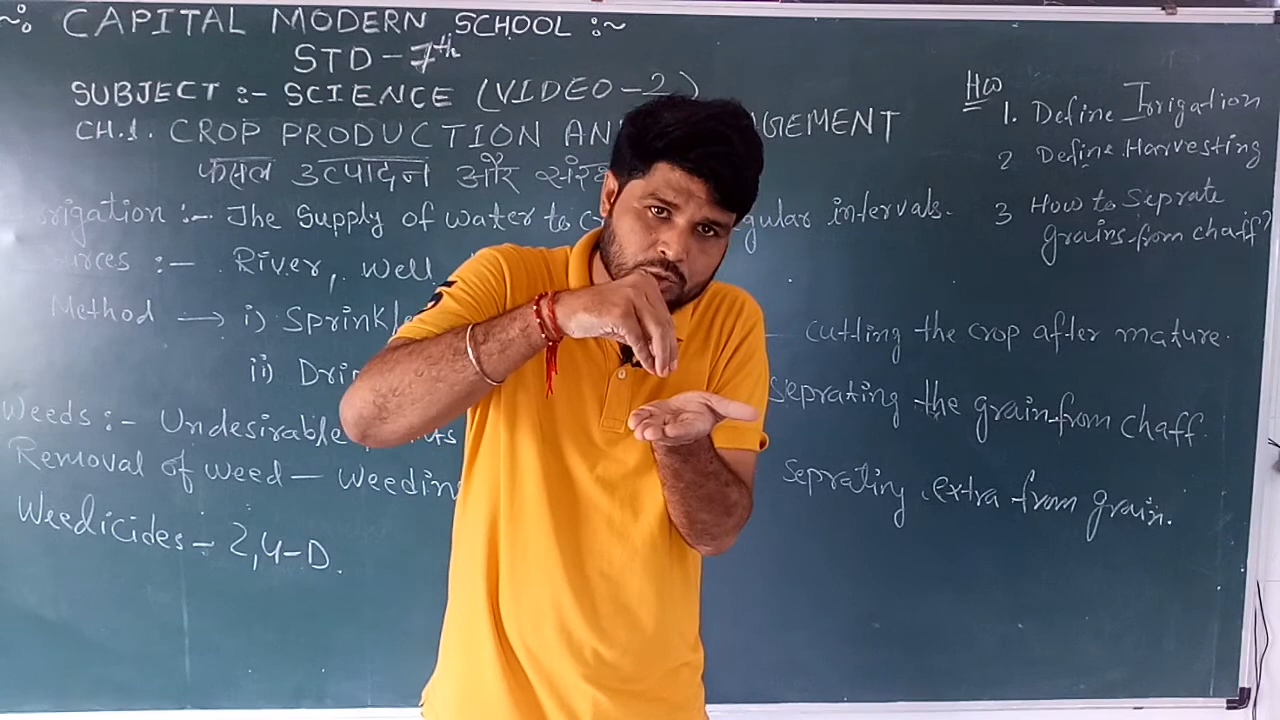 ~: CAPITAL MODERN SCHOOL :~
STD-7th
SUBJECT :- SCIENCE (VIDEO-2)
CH.1. CROP PRODUCTION AN GEMENT
फसल उत्पादन और संर
rigation :- The Supply of water to c gular intervals.
urces :- River, Well
Method → i) Sprinkle
ii) Dri
Weeds :- Undesirable ts
Removal of weed - Weedin
Weedicides - 2,4-D.
cutting the crop after mature.
Seprating the grain from chaff.
Seprating extra from grain.
HW
1. Define Irrigation
2 Define Harvesting
3 How to Seprate
grains from chaff?